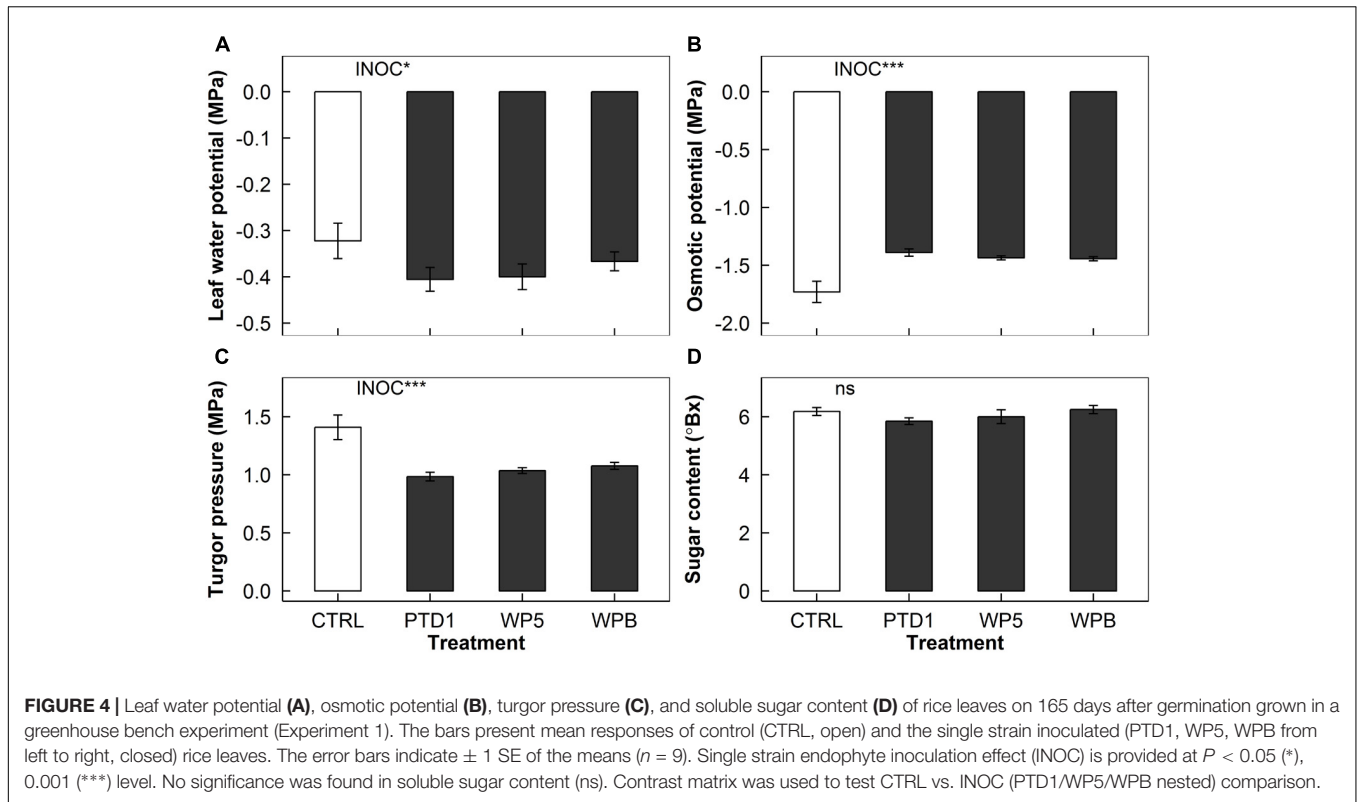 A
INOC*
Leaf water potential (MPa)
0.0
-0.1
-0.2
-0.3
-0.4
-0.5
B
INOC***
Osmotic potential (MPa)
0.0
-0.5
-1.0
-1.5
-2.0
C
INOC***
Turgor pressure (MPa)
1.5
1.0
0.5
0.0
CTRL PTD1 WP5 WPB
Treatment
D
ns
Sugar content (°Bx)
6
4
2
0
CTRL PTD1 WP5 WPB
Treatment
FIGURE 4 | Leaf water potential (A), osmotic potential (B), turgor pressure (C), and soluble sugar content (D) of rice leaves on 165 days after germination grown in a
greenhouse bench experiment (Experiment 1). The bars present mean responses of control (CTRL, open) and the single strain inoculated (PTD1, WP5, WPB from
left to right, closed) rice leaves. The error bars indicate ± 1 SE of the means (n = 9). Single strain endophyte inoculation effect (INOC) is provided at P < 0.05 (*),
0.001 (***) level. No significance was found in soluble sugar content (ns). Contrast matrix was used to test CTRL vs. INOC (PTD1/WP5/WPB nested) comparison.